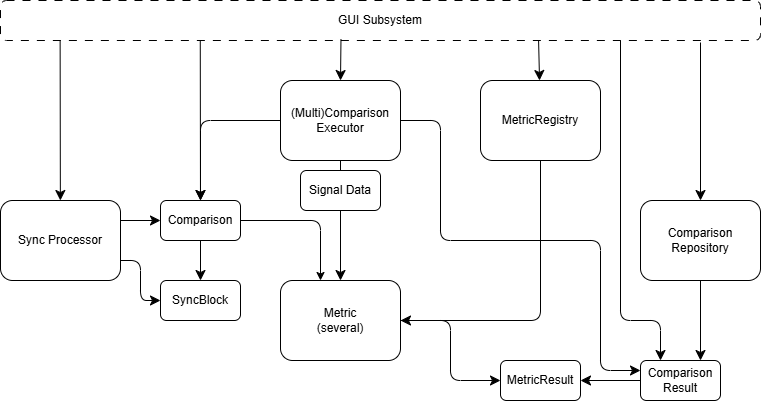 GUI Subsystem
(Multi)Comparison
Executor
MetricRegistry
Signal Data
Sync Processor
Comparison
Comparison
Repository
SyncBlock
Metric
(several)
MetricResult
Comparison
Result